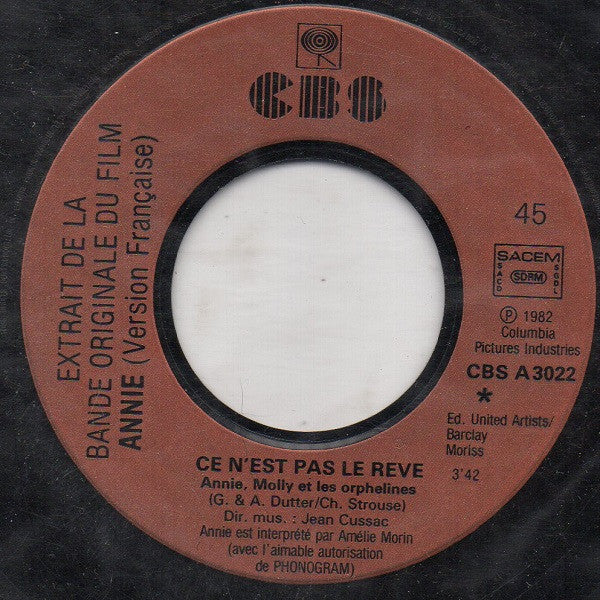 CBS
EXTRAIT DE LA
BANDE ORIGINALE DU FILM
ANNIE (Version Française)
45
SACEM
SACD
SDRM
SGDL
Ⓟ 1982
Columbia
Pictures Industries
CBS A 3022
*
Ed. United Artists/
Barclay
Moriss
3'42
CE N'EST PAS LE REVE
Annie, Molly et les orphelines
(G. & A. Dutter/Ch. Strouse)
Dir. mus. : Jean Cussac
Annie est interprété par Amélie Morin
(avec l'aimable autorisation
de PHONOGRAM)